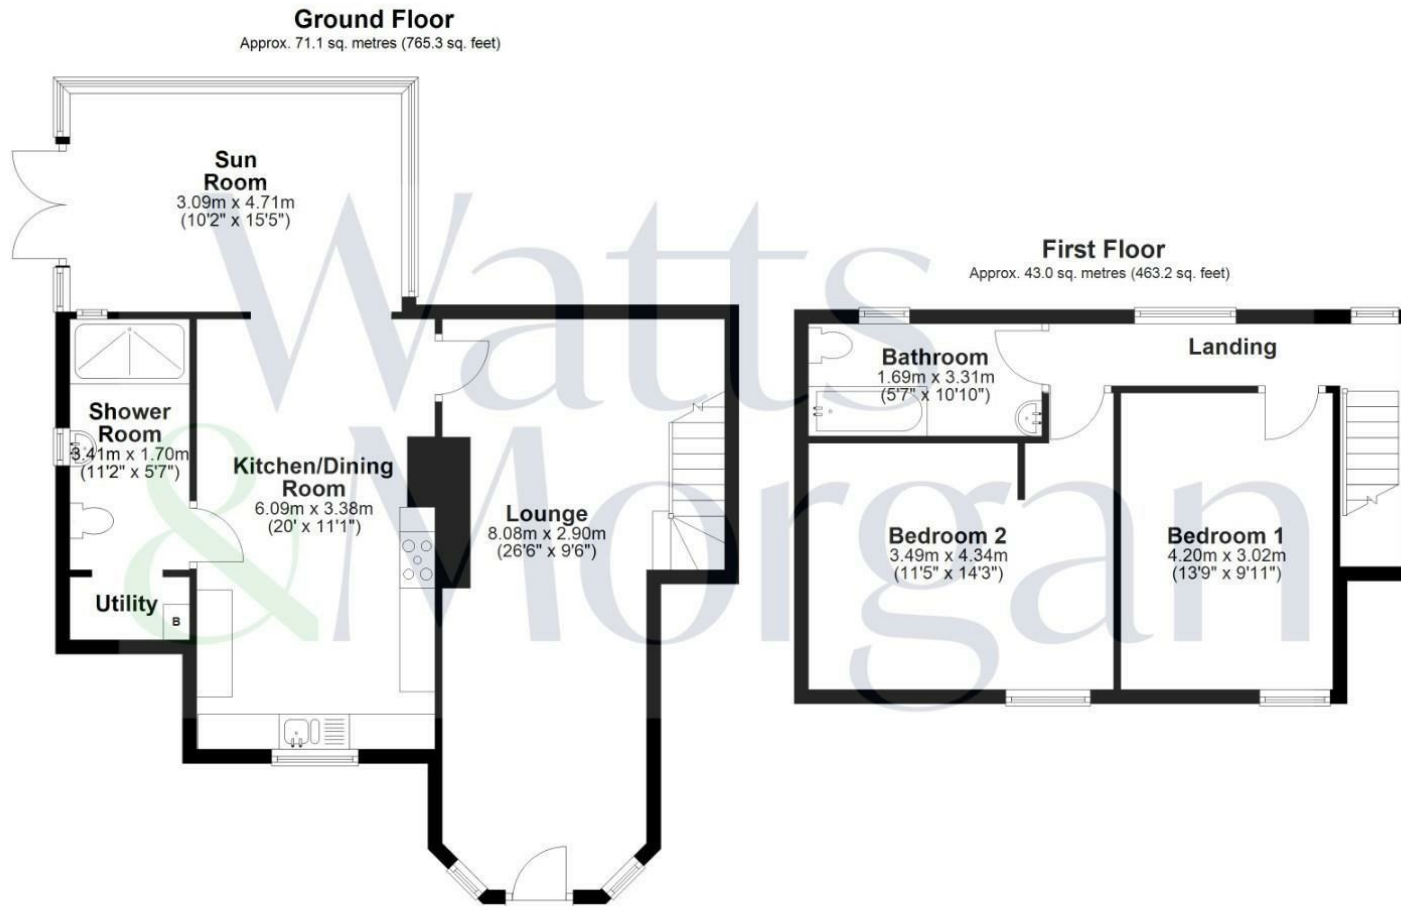 Ground Floor
Approx. 71.1 sq. metres (765.3 sq. feet)
Sun
Room
3.09m x 4.71m
(10'2" x 15'5")
Shower
Room
3.41m x 1.70m
(11'2" x 5'7")
Kitchen/Dining
Room
6.09m x 3.38m
(20' x 11'1")
Lounge
8.08m x 2.90m
(26'6" x 9'6")
Utility
B
First Floor
Approx. 43.0 sq. metres (463.2 sq. feet)
Bathroom
1.69m x 3.31m
(5'7" x 10'10")
Landing
Bedroom 2
3.49m x 4.34m
(11'5" x 14'3")
Bedroom 1
4.20m x 3.02m
(13'9" x 9'11")
Watts
&Morgan